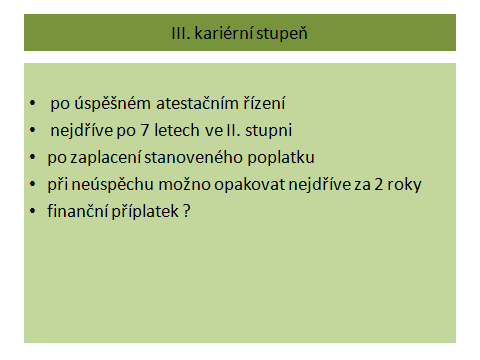 III. kariérní stupeň
• po úspěšném atestačním řízení
• nejdříve po 7 letech ve II. stupni
• po zaplacení stanoveného poplatku
• při neúspěchu možno opakovat nejdříve za 2 roky
• finanční příplatek ?